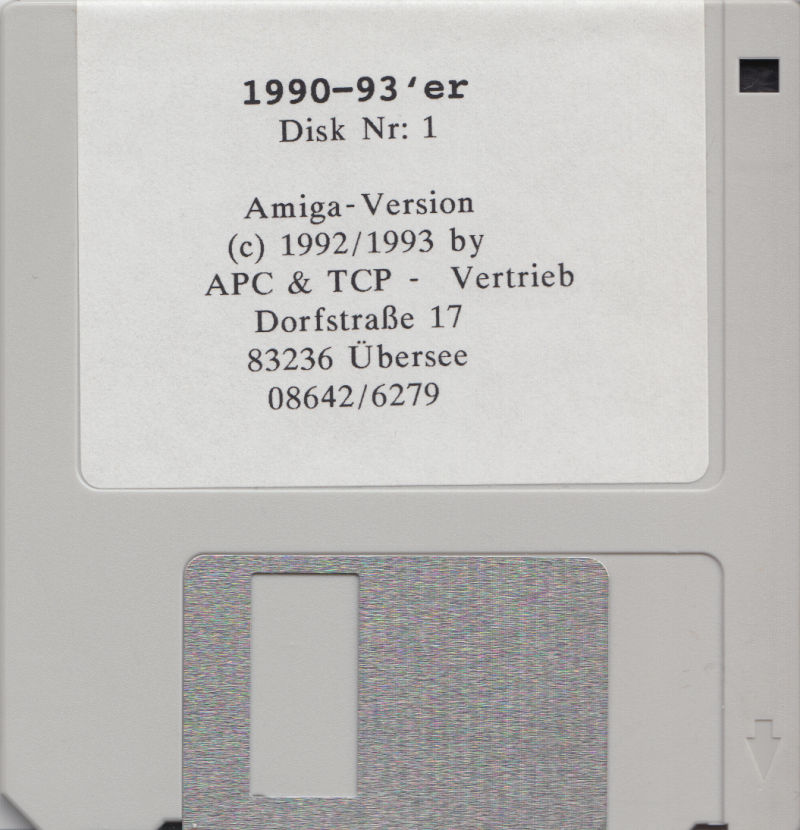 1990-93'er
Disk Nr: 1
Amiga-Version
(c) 1992/1993 by
APC & TCP - Vertrieb
Dorfstraße 17
83236 Übersee
08642/6279